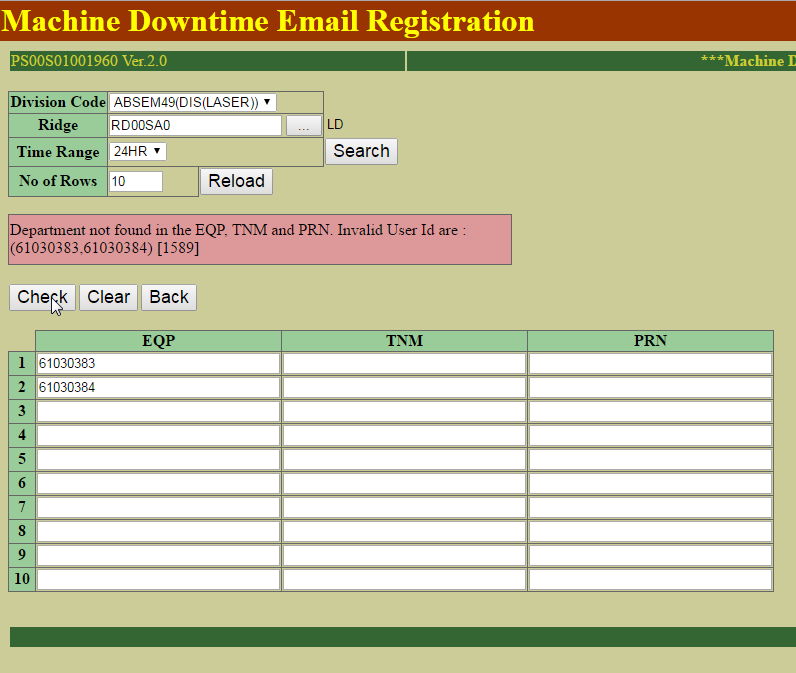 Machine Downtime Email Registration
PS00S01001960 Ver.2.0
***Machine D
Division Code ABSEM49(DIS(LASER))
Ridge RD00SA0 ... LD
Time Range 24HR Search
No of Rows 10 Reload
Department not found in the EQP, TNM and PRN. Invalid User Id are :
(61030383,61030384) [1589]
Check Clear Back
EQP TNM PRN
1 61030383
2 61030384
3
4
5
6
7
8
9
10